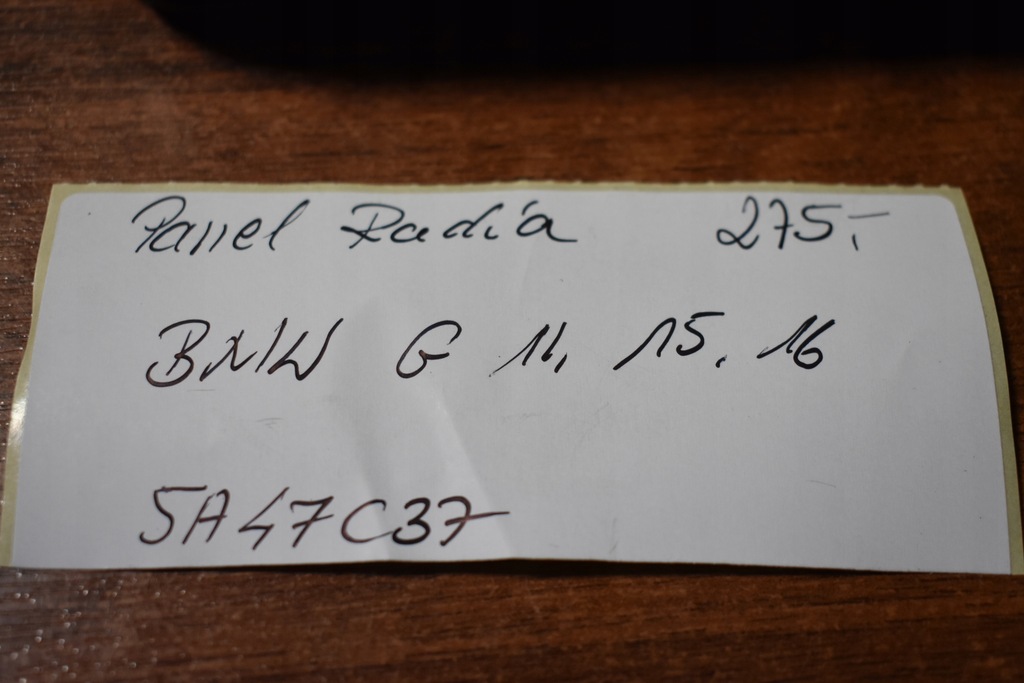 Panel Radia 275,-
BMW G 11, 15, 16
5A47C37